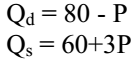 Qd = 80 - P
Qs = 60+3P